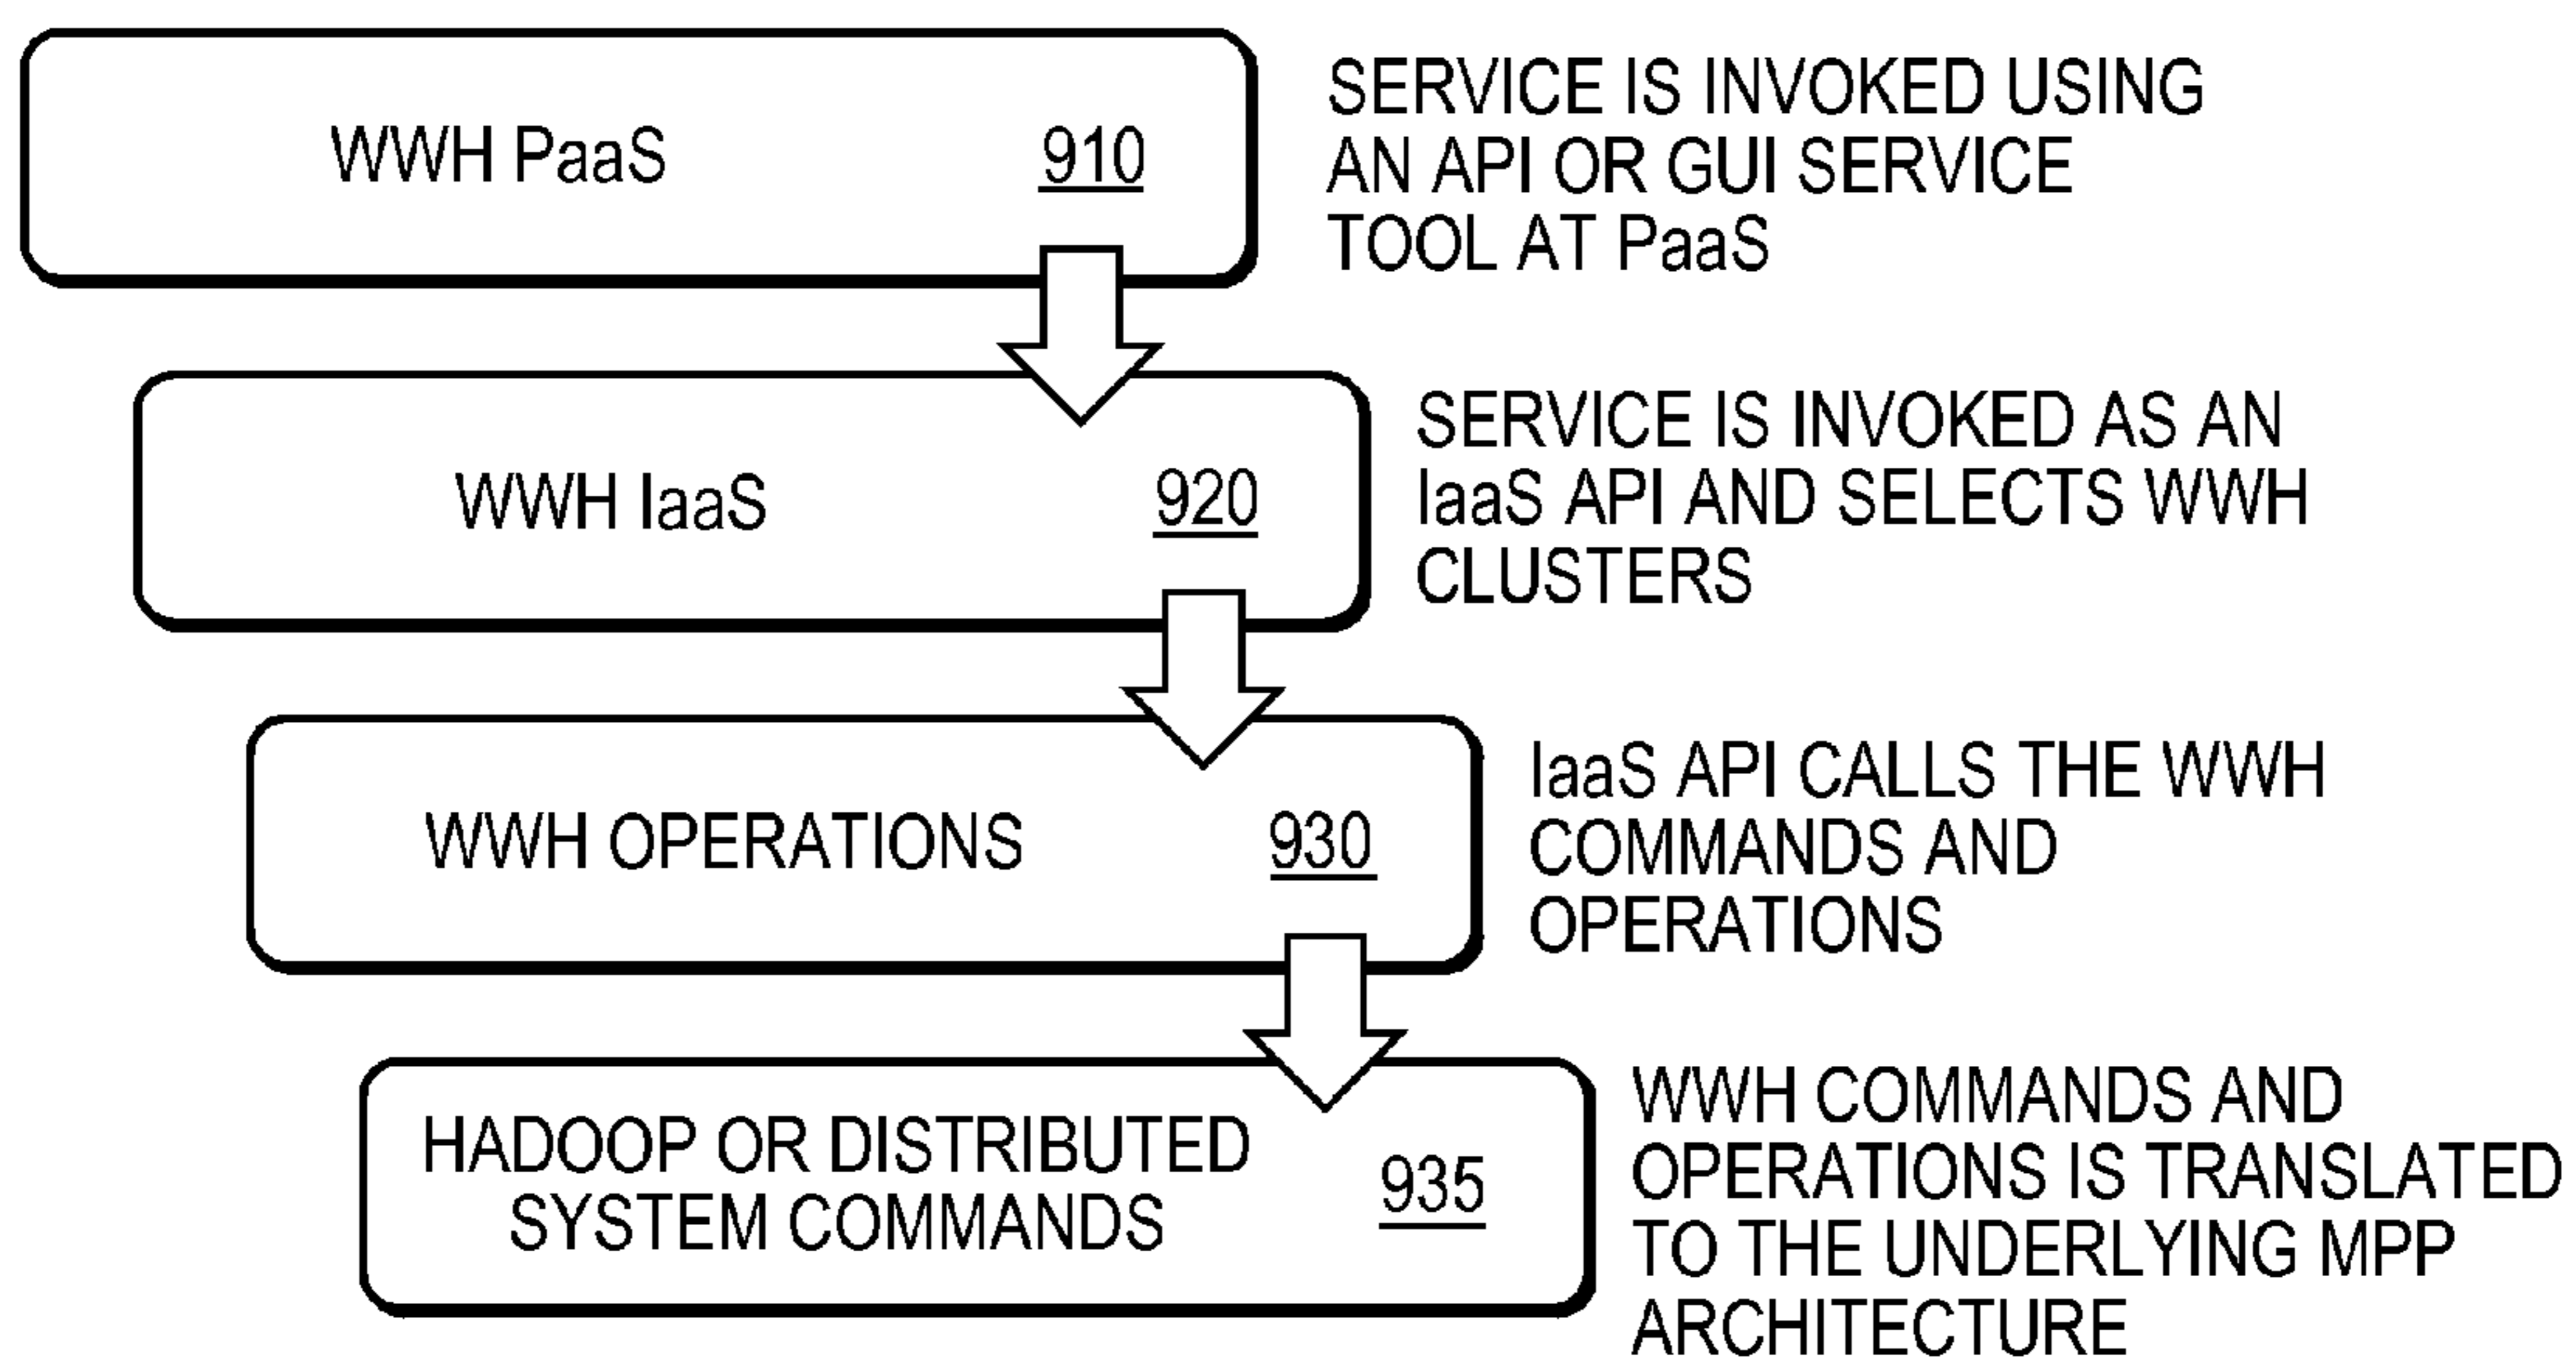 WWH PaaS 910
SERVICE IS INVOKED USING
AN API OR GUI SERVICE
TOOL AT PaaS
WWH IaaS 920
SERVICE IS INVOKED AS AN
IaaS API AND SELECTS WWH
CLUSTERS
WWH OPERATIONS 930
IaaS API CALLS THE WWH
COMMANDS AND
OPERATIONS
HADOOP OR DISTRIBUTED
SYSTEM COMMANDS
935
WWH COMMANDS AND
OPERATIONS IS TRANSLATED
TO THE UNDERLYING MPP
ARCHITECTURE